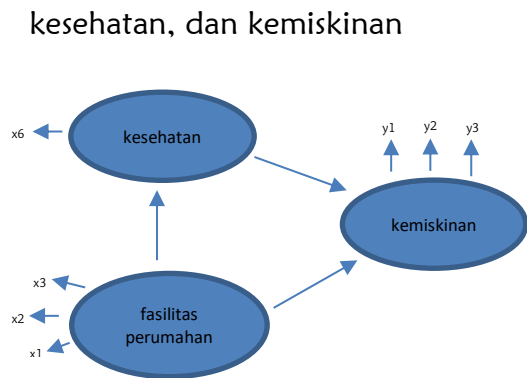 kesehatan, dan kemiskinan
x6
kesehatan
y1
y2
y3
kemiskinan
x3
x2
x1
fasilitas
perumahan